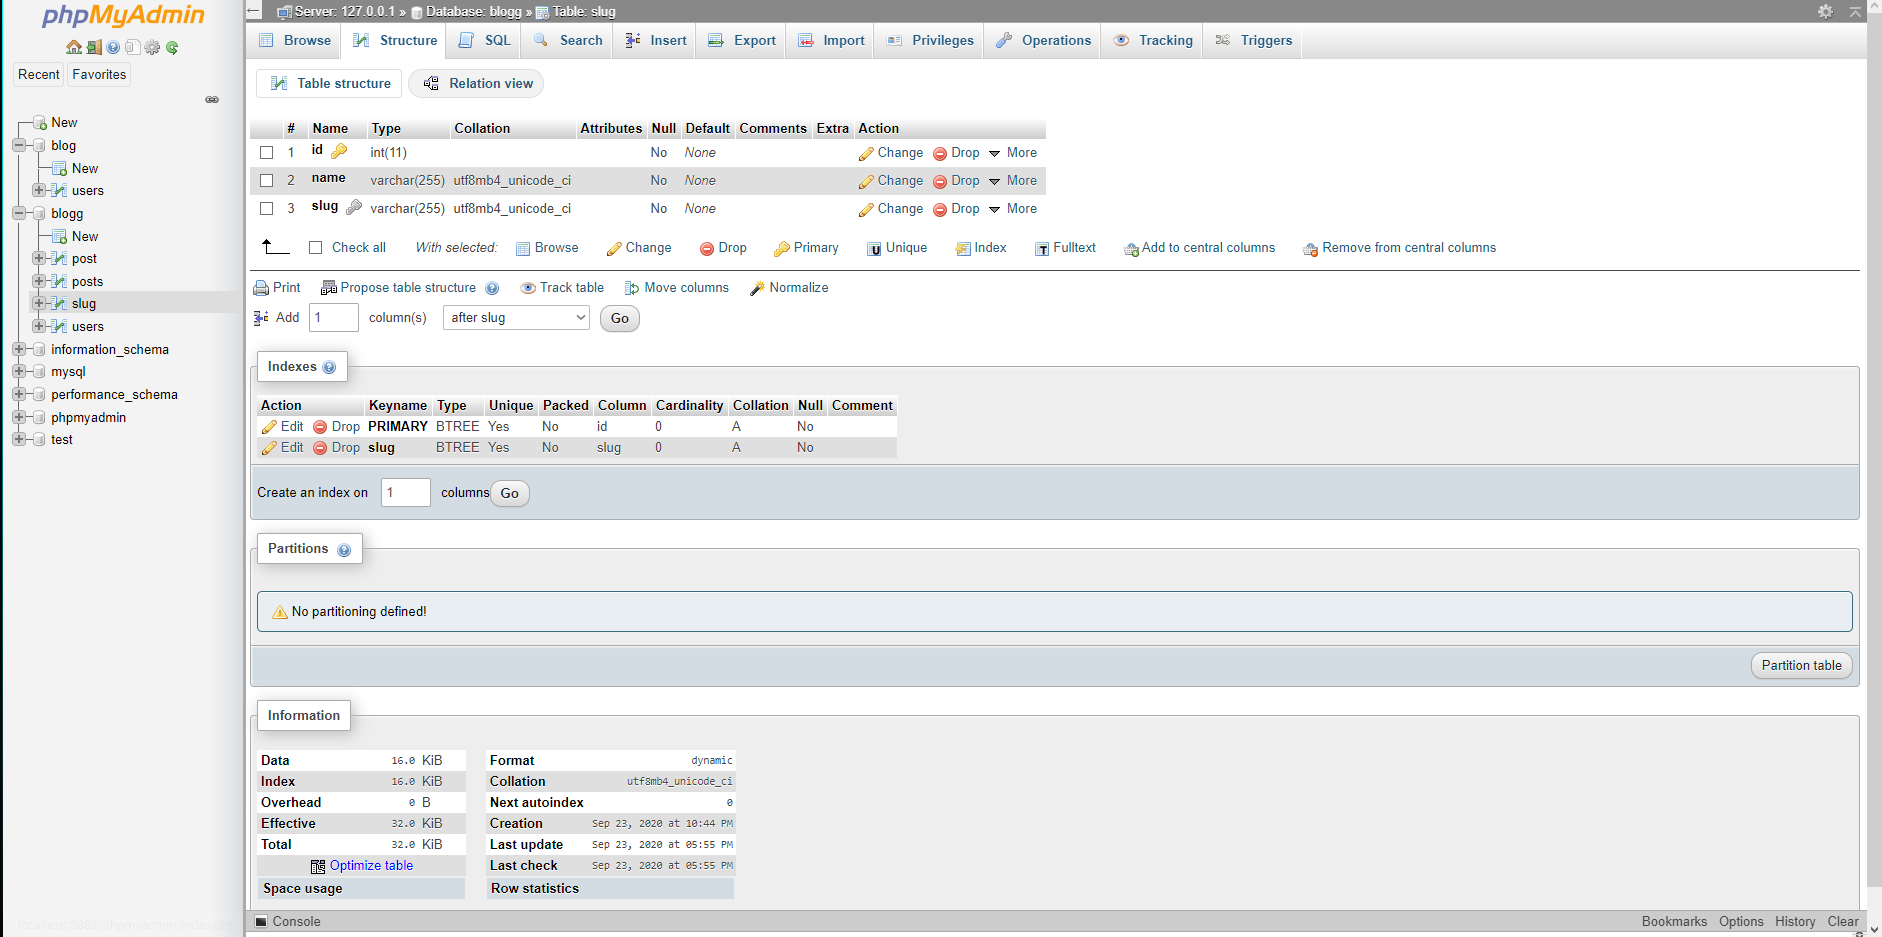 phpMyAdmin
Recent Favorites
New
blog
New
users
blogg
New
post
posts
slug
users
information_schema
mysql
performance_schema
phpmyadmin
test
Server: 127.0.0.1 » Database: blogg » Table: slug
Browse Structure SQL Search Insert Export Import Privileges Operations Tracking Triggers
Table structure Relation view
# Name Type Collation Attributes Null Default Comments Extra Action
1 id int(11) No None Change Drop More
2 name varchar(255) utf8mb4_unicode_ci No None Change Drop More
3 slug varchar(255) utf8mb4_unicode_ci No None Change Drop More
Check all With selected: Browse Change Drop Primary Unique Index Fulltext Add to central columns Remove from central columns
Print Propose table structure Track table Move columns Normalize
Add 1 column(s) after slug Go
Indexes
Action Keyname Type Unique Packed Column Cardinality Collation Null Comment
Edit Drop PRIMARY BTREE Yes No id 0 A No
Edit Drop slug BTREE Yes No slug 0 A No
Create an index on 1 columns Go
Partitions
No partitioning defined!
Partition table
Information
Data 16.0 KiB
Index 16.0 KiB
Overhead 0 B
Effective 32.0 KiB
Total 32.0 KiB
Optimize table
Space usage
Format dynamic
Collation utf8mb4_unicode_ci
Next autoindex 0
Creation Sep 23, 2020 at 10:44 PM
Last update Sep 23, 2020 at 05:55 PM
Last check Sep 23, 2020 at 05:55 PM
Row statistics
Console Bookmarks Options History Clear